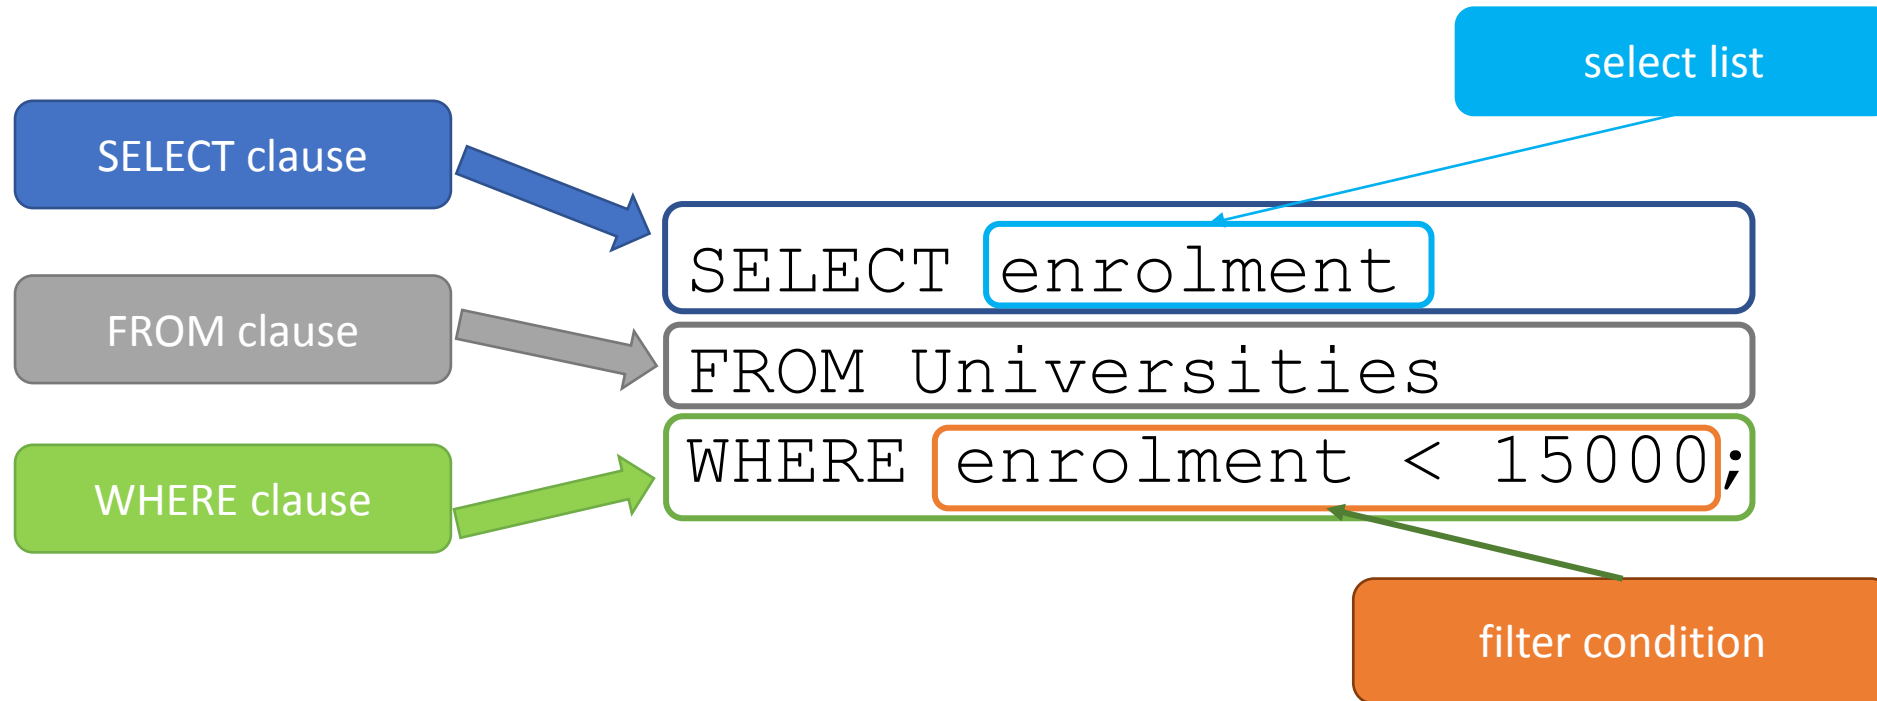 select list
SELECT clause
SELECT enrolment
FROM clause
FROM Universities
WHERE clause
WHERE enrolment < 15000;
filter condition